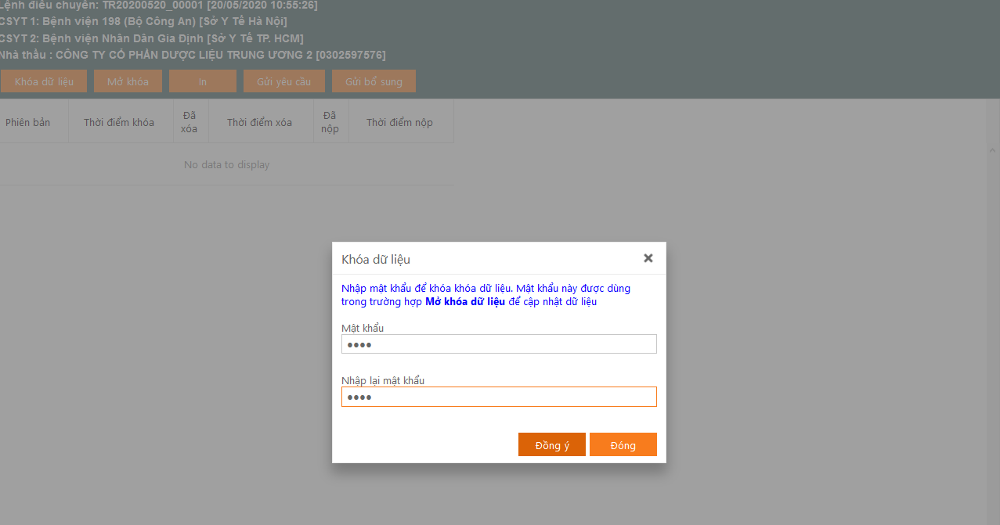 Lệnh điều chuyển: TR20200520_00001 [20/05/2020 10:55:26]
CSYT 1: Bệnh viện 198 (Bộ Công An) [Sở Y Tế Hà Nội]
CSYT 2: Bệnh viện Nhân Dân Gia Định [Sở Y Tế TP. HCM]
Nhà thầu : CÔNG TY CỔ PHẦN DƯỢC LIỆU TRUNG ƯƠNG 2 [0302597576]
Khóa dữ liệu Mở khóa In Gửi yêu cầu Gửi bổ sung
Phiên bản Thời điểm khóa Đã xóa Thời điểm xóa Đã nộp Thời điểm nộp
No data to display
Khóa dữ liệu
Nhập mật khẩu để khóa khóa dữ liệu. Mật khẩu này được dùng
trong trường hợp Mở khóa dữ liệu để cập nhật dữ liệu
Mật khẩu
●●●●
Nhập lại mật khẩu
●●●●
Đồng ý Đóng